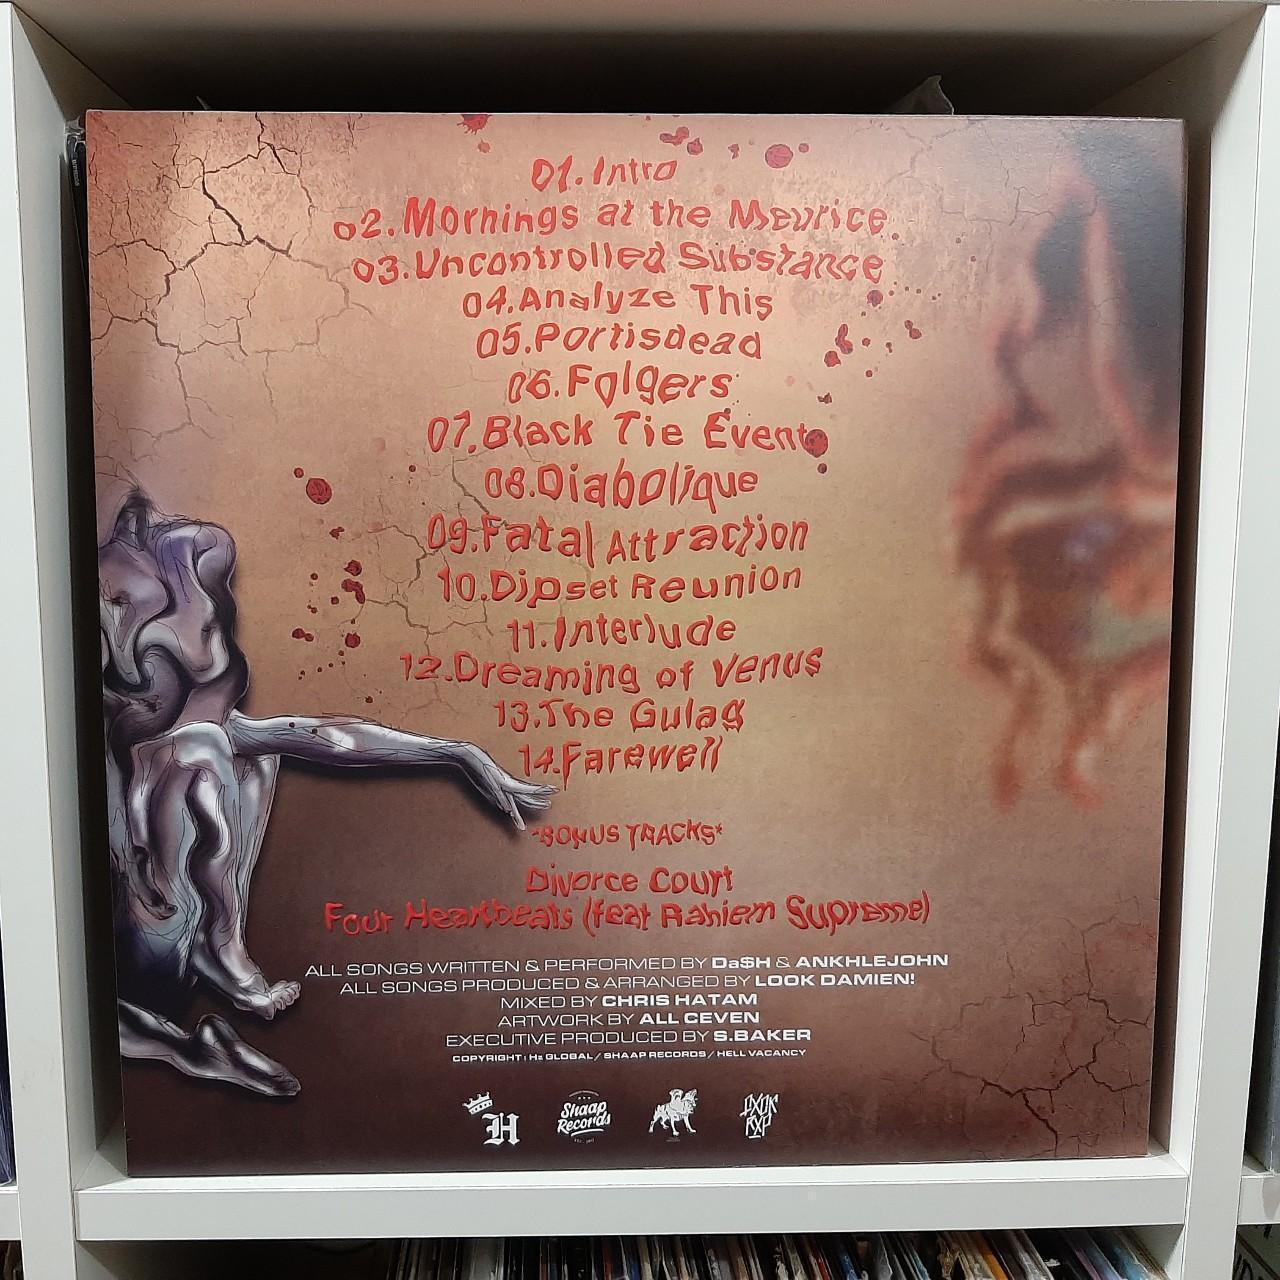 01. Intro
02. Mornings at the Meurice
03. Uncontrolled Substance
04. Analyze This
05. Portisdead
06. Folgers
07. Black Tie Event
08. Diabolique
09. Fatal Attraction
10. Dipset Reunion
11. Interlude
12. Dreaming of Venus
13. The Gulag
14. Farewell
*BONUS TRACKS*
Divorce Court
Four Heartbeats (feat Rahiem Supreme)
ALL SONGS WRITTEN & PERFORMED BY Da$H & ANKHLEJOHN
ALL SONGS PRODUCED & ARRANGED BY LOOK DAMIEN!
MIXED BY CHRIS HATAM
ARTWORK BY ALL CEVEN
EXECUTIVE PRODUCED BY S.BAKER
COPYRIGHT : Hz GLOBAL / SHAAP RECORDS / HELL VACANCY
H
Shaap
Records